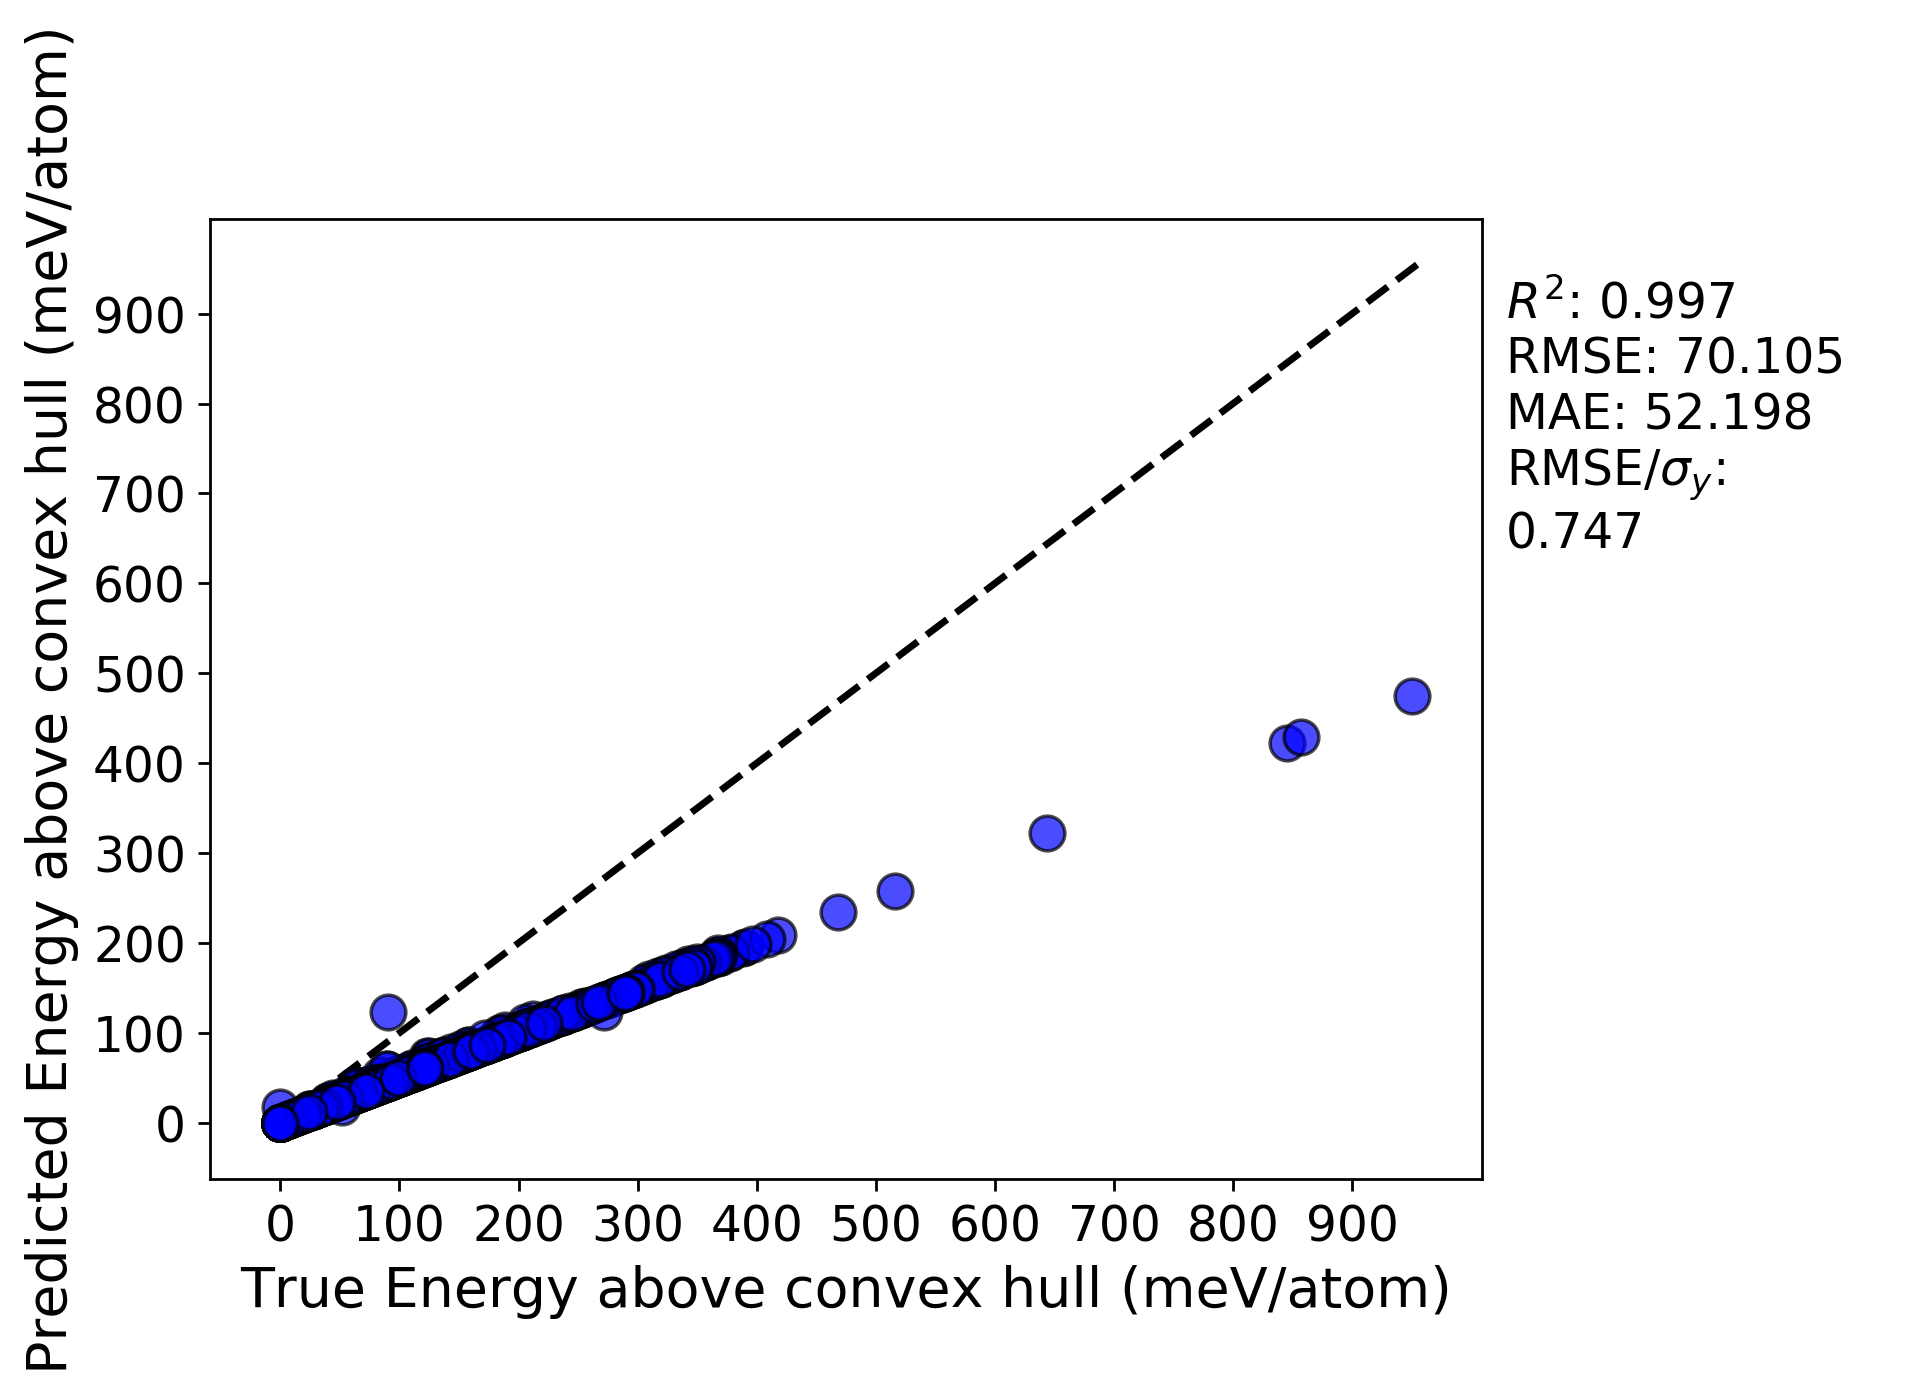 Predicted Energy above convex hull (meV/atom)
900
800
700
600
500
400
300
200
100
0
0 100 200 300 400 500 600 700 800 900
True Energy above convex hull (meV/atom)
R²: 0.997
RMSE: 70.105
MAE: 52.198
RMSE/σy:
0.747